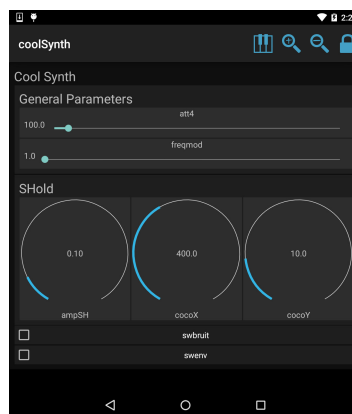 2:2
coolSynth
Cool Synth
General Parameters
att4
100.0
freqmod
1.0
SHold
0.10 400.0 10.0
ampSH cocoX cocoY
swbruit
swenv